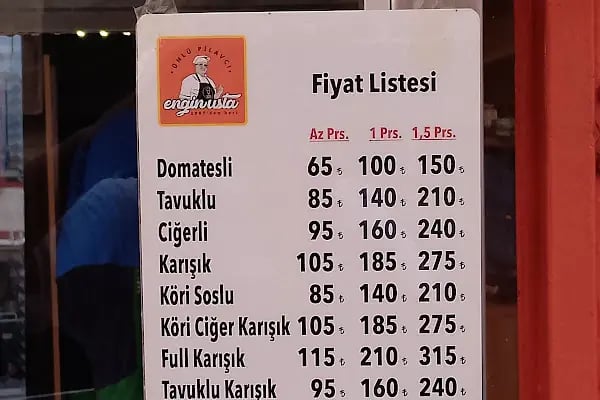 ÜNLÜ PİLAVCI
enginusta
Fiyat Listesi
Az Prs. 1 Prs. 1,5 Prs.
Domatesli 65 ₺ 100 ₺ 150 ₺
Tavuklu 85 ₺ 140 ₺ 210 ₺
Ciğerli 95 ₺ 160 ₺ 240 ₺
Karışık 105 ₺ 185 ₺ 275 ₺
Köri Soslu 85 ₺ 140 ₺ 210 ₺
Köri Ciğer Karışık 105 ₺ 185 ₺ 275 ₺
Full Karışık 115 ₺ 210 ₺ 315 ₺
Tavuklu Karışık 95 ₺ 160 ₺ 240 ₺